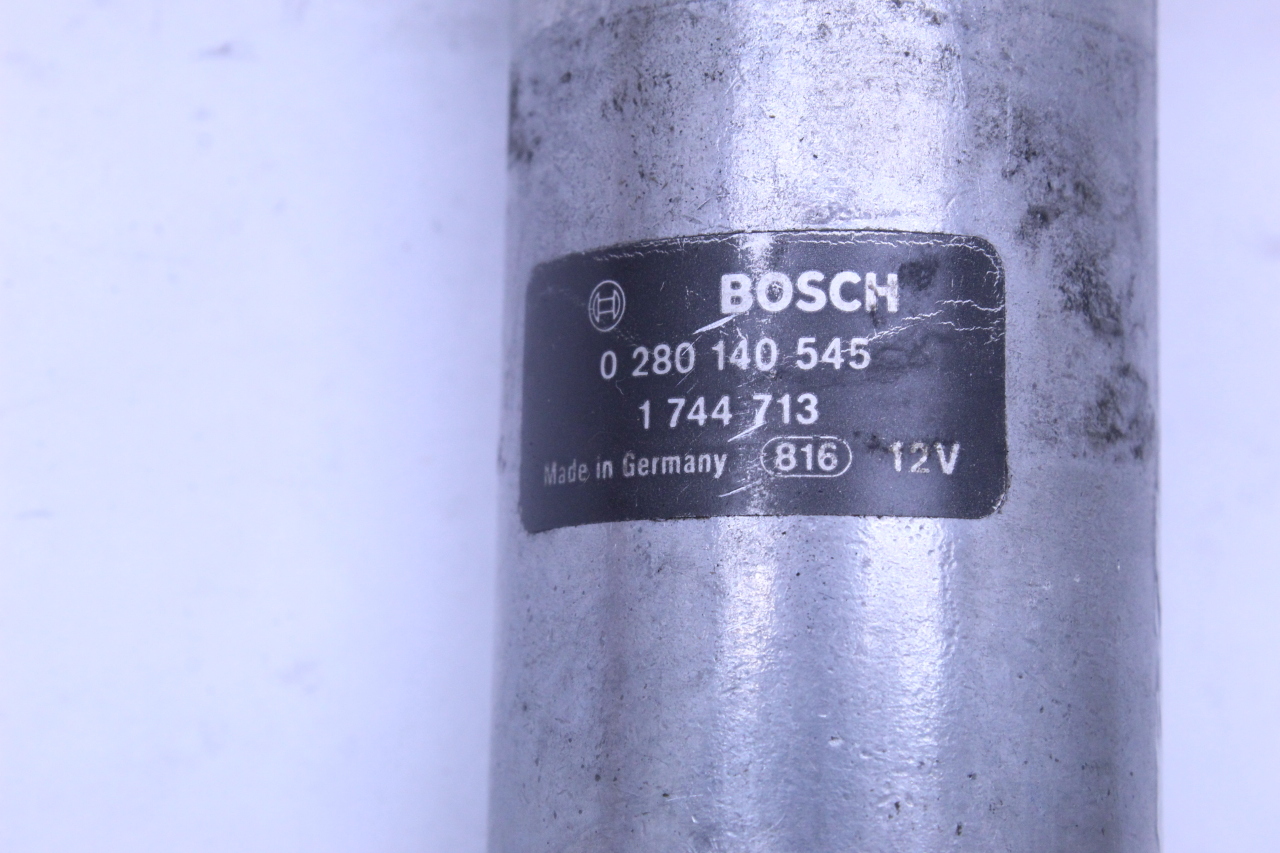 BOSCH
0 280 140 545
1 744 713
Made in Germany 816 12V